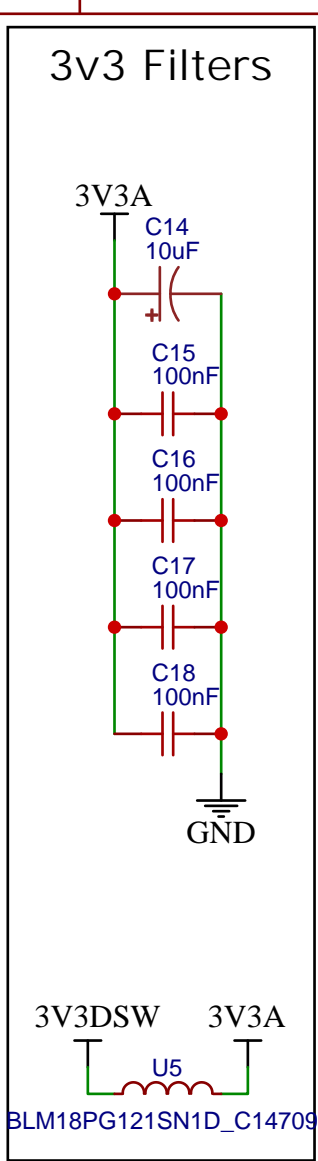 3v3 Filters
3V3A
C14
10uF
+
C15
100nF
C16
100nF
C17
100nF
C18
100nF
GND
3V3DSW 3V3A
U5
BLM18PG121SN1D_C14709